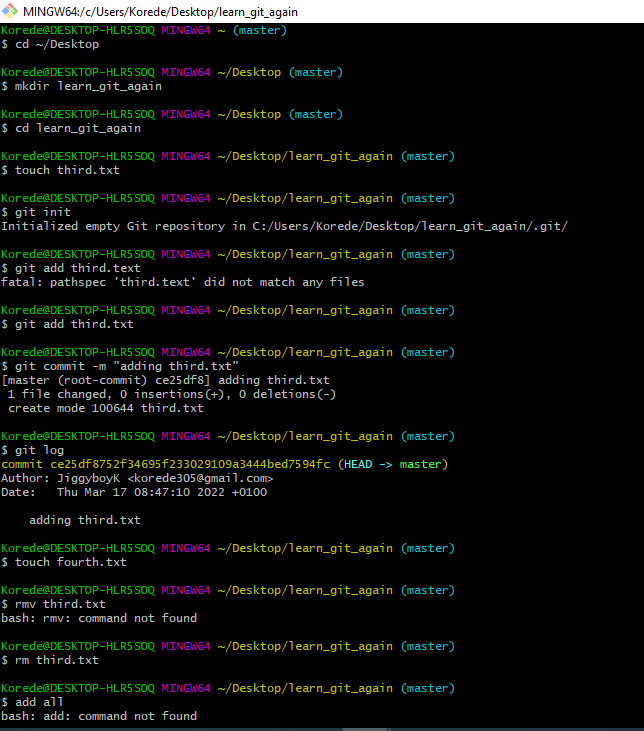 MINGW64:/c/Users/Korede/Desktop/learn_git_again
Korede@DESKTOP-HLR5SOQ MINGW64 ~ (master)
$ cd ~/Desktop
Korede@DESKTOP-HLR5SOQ MINGW64 ~/Desktop (master)
$ mkdir learn_git_again
Korede@DESKTOP-HLR5SOQ MINGW64 ~/Desktop (master)
$ cd learn_git_again
Korede@DESKTOP-HLR5SOQ MINGW64 ~/Desktop/learn_git_again (master)
$ touch third.txt
Korede@DESKTOP-HLR5SOQ MINGW64 ~/Desktop/learn_git_again (master)
$ git init
Initialized empty Git repository in C:/Users/Korede/Desktop/learn_git_again/.git/
Korede@DESKTOP-HLR5SOQ MINGW64 ~/Desktop/learn_git_again (master)
$ git add third.text
fatal: pathspec 'third.text' did not match any files
Korede@DESKTOP-HLR5SOQ MINGW64 ~/Desktop/learn_git_again (master)
$ git add third.txt
Korede@DESKTOP-HLR5SOQ MINGW64 ~/Desktop/learn_git_again (master)
$ git commit -m "adding third.txt"
[master (root-commit) ce25df8] adding third.txt
 1 file changed, 0 insertions(+), 0 deletions(-)
 create mode 100644 third.txt
Korede@DESKTOP-HLR5SOQ MINGW64 ~/Desktop/learn_git_again (master)
$ git log
commit ce25df8752f34695f233029109a3444bed7594fc (HEAD -> master)
Author: JiggyboyK <korede305@gmail.com>
Date:   Thu Mar 17 08:47:10 2022 +0100
    adding third.txt
Korede@DESKTOP-HLR5SOQ MINGW64 ~/Desktop/learn_git_again (master)
$ touch fourth.txt
Korede@DESKTOP-HLR5SOQ MINGW64 ~/Desktop/learn_git_again (master)
$ rmv third.txt
bash: rmv: command not found
Korede@DESKTOP-HLR5SOQ MINGW64 ~/Desktop/learn_git_again (master)
$ rm third.txt
Korede@DESKTOP-HLR5SOQ MINGW64 ~/Desktop/learn_git_again (master)
$ add all
bash: add: command not found